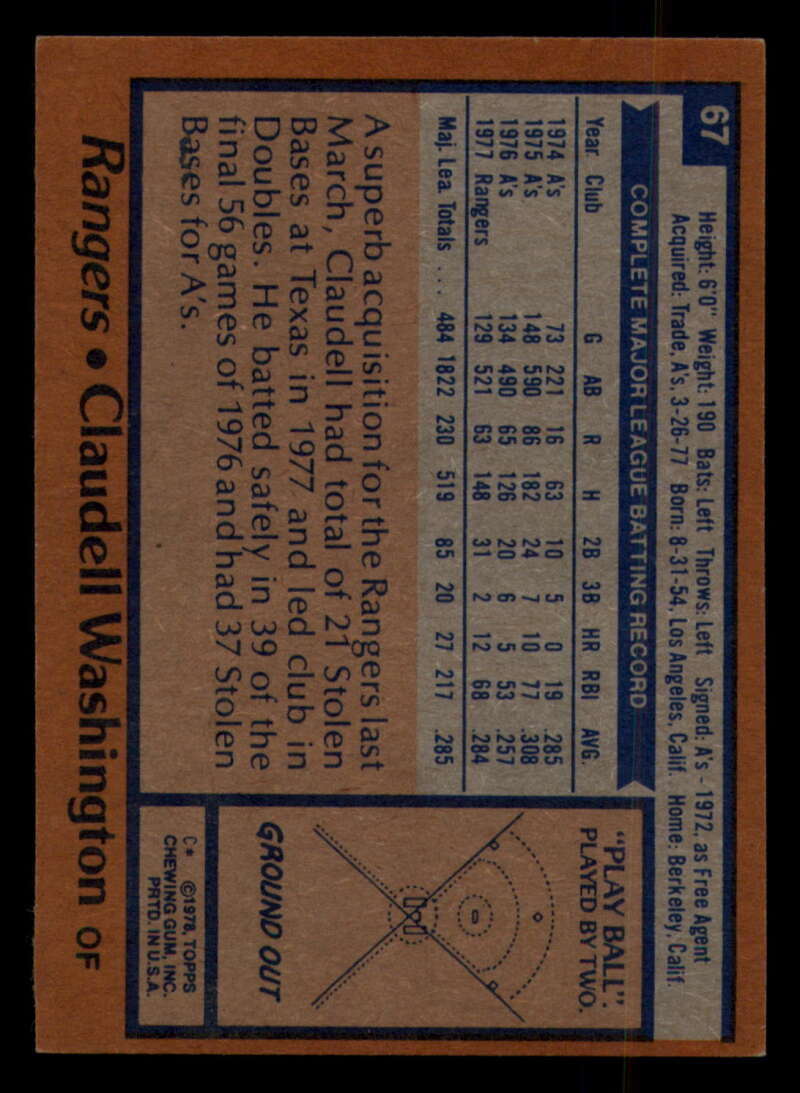 67
Height: 6'0" Weight: 190 Bats: Left Throws: Left Signed: A's - 1972, as Free Agent
Acquired: Trade, A's, 3-26-77 Born: 8-31-54, Los Angeles, Calif. Home: Berkeley, Calif.
COMPLETE MAJOR LEAGUE BATTING RECORD
Year Club G AB R H 2B 3B HR RBI AVG.
1974 A's 73 221 16 63 10 5 0 19 .285
1975 A's 148 590 86 182 24 7 10 77 .308
1976 A's 134 490 65 126 20 6 5 53 .257
1977 Rangers 129 521 63 148 31 2 12 68 .284
Maj. Lea. Totals .... 484 1822 230 519 85 20 27 217 .285
A superb acquisition for the Rangers last
March, Claudell had total of 21 Stolen
Bases at Texas in 1977 and led club in
Doubles. He batted safely in 39 of the
final 56 games of 1976 and had 37 Stolen
Bases for A's.
"PLAY BALL":
PLAYED BY TWO.
GROUND OUT
C* ©1978, TOPPS
CHEWING GUM, INC.
PRTD. IN U.S.A.
Rangers • Claudell Washington OF